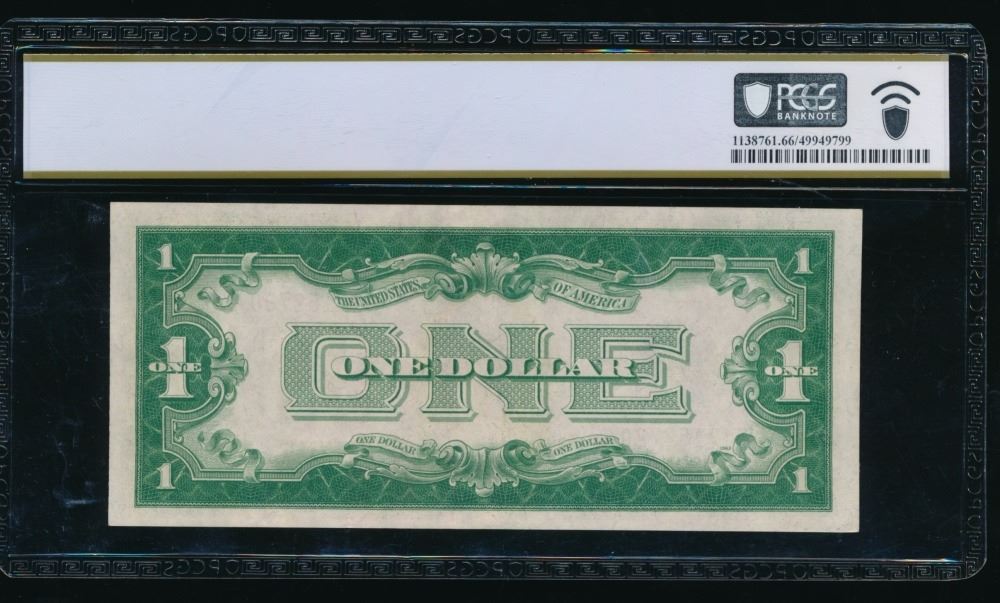 PCGS
BANKNOTE
1138761.66/49949799
1 1
THE UNITED STATES OF AMERICA
ONE
ONE DOLLAR
1 ONE 1 ONE
ONE DOLLAR ONE DOLLAR
1 1